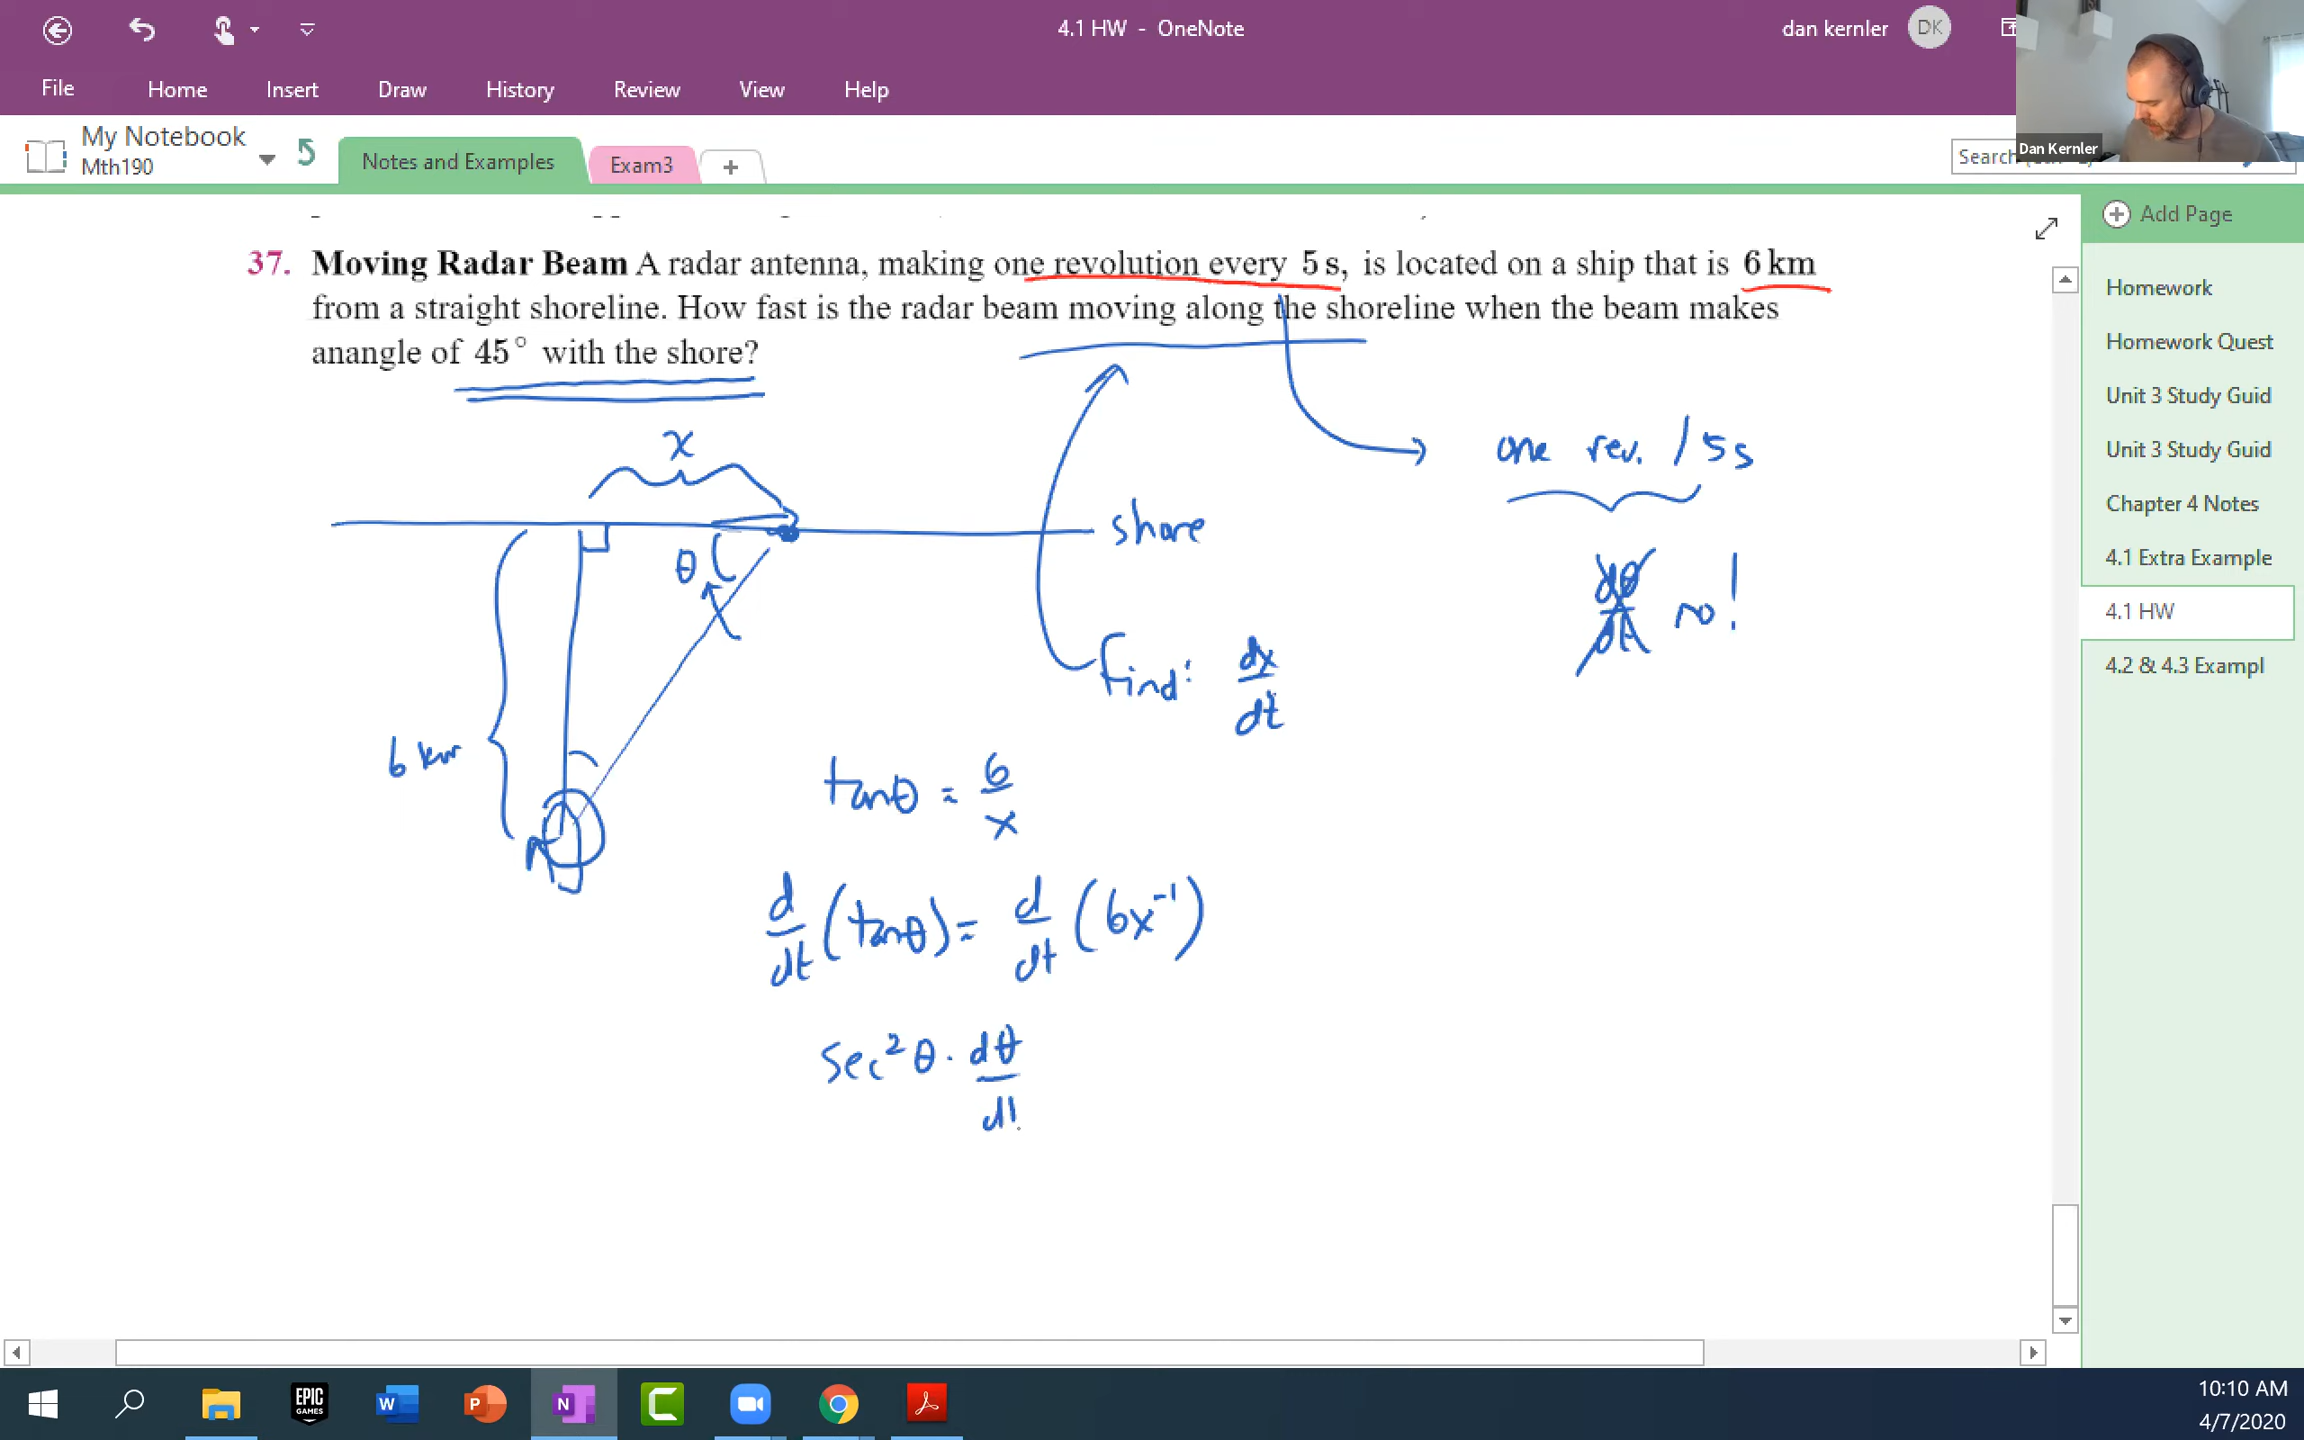 4.1 HW - OneNote
dan kernler
DK
File
Home
Insert
Draw
History
Review
View
Help
My Notebook
Mth190
Notes and Examples
Exam3
+
Search
Dan Kernler
Add Page
Homework
Homework Quest
Unit 3 Study Guid
Unit 3 Study Guid
Chapter 4 Notes
4.1 Extra Example
4.1 HW
4.2 & 4.3 Exampl
37. Moving Radar Beam A radar antenna, making one revolution every 5 s, is located on a ship that is 6 km
from a straight shoreline. How fast is the radar beam moving along the shoreline when the beam makes
anangle of 45° with the shore?
x
one rev. / 5s
share
θ
dθ/dt no!
find: dx/dt
6 km
tanθ = 6/x
d/dt (tanθ) = d/dt (6x⁻¹)
sec²θ · dθ/dt
EPIC
GAMES
W
P
N
C
10:10 AM
4/7/2020